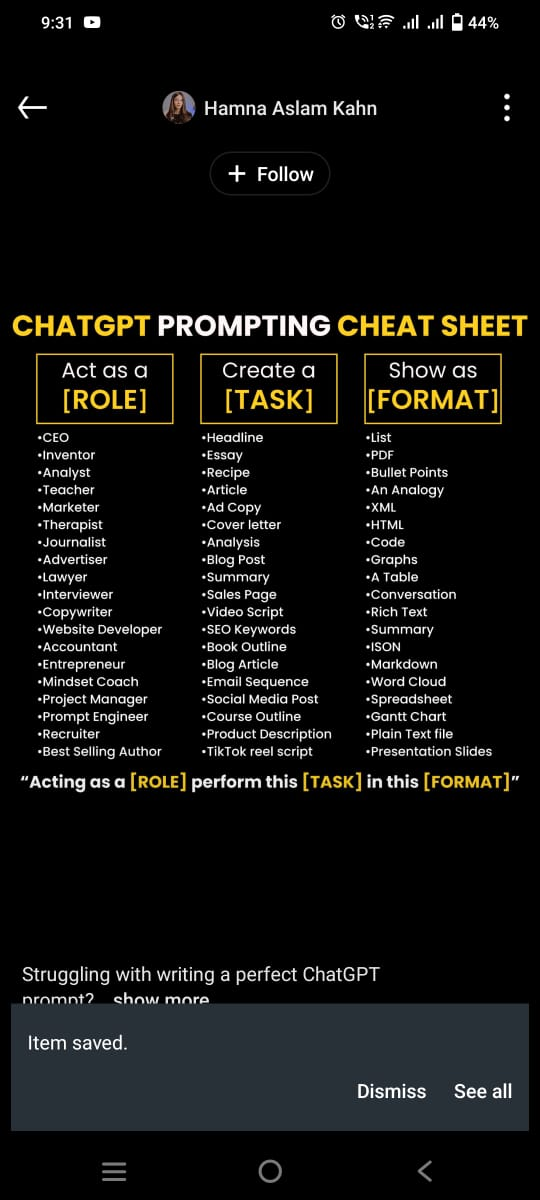 9:31
44%
Hamna Aslam Kahn
+ Follow
CHATGPT PROMPTING CHEAT SHEET
Act as a
[ROLE]
•CEO
•Inventor
•Analyst
•Teacher
•Marketer
•Therapist
•Journalist
•Advertiser
•Lawyer
•Interviewer
•Copywriter
•Website Developer
•Accountant
•Entrepreneur
•Mindset Coach
•Project Manager
•Prompt Engineer
•Recruiter
•Best Selling Author
Create a
[TASK]
•Headline
•Essay
•Recipe
•Article
•Ad Copy
•Cover letter
•Analysis
•Blog Post
•Summary
•Sales Page
•Video Script
•SEO Keywords
•Book Outline
•Blog Article
•Email Sequence
•Social Media Post
•Course Outline
•Product Description
•TikTok reel script
Show as
[FORMAT]
•List
•PDF
•Bullet Points
•An Analogy
•XML
•HTML
•Code
•Graphs
•A Table
•Conversation
•Rich Text
•Summary
•ISON
•Markdown
•Word Cloud
•Spreadsheet
•Gantt Chart
•Plain Text file
•Presentation Slides
“Acting as a [ROLE] perform this [TASK] in this [FORMAT]”
Struggling with writing a perfect ChatGPT
prompt? show more
Item saved.
Dismiss See all